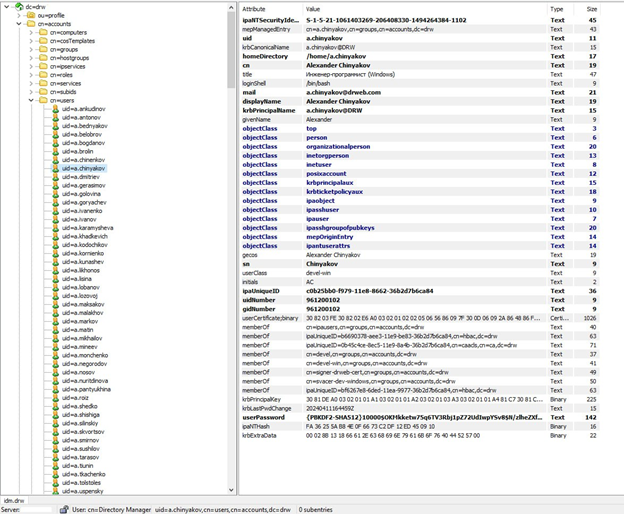 dc=drw
ou=profile
cn=accounts
cn=computers
cn=cosTemplates
cn=groups
cn=hostgroups
cn=pservices
cn=roles
cn=services
cn=subids
cn=users
uid=a.ankudinov
uid=a.antonov
uid=a.bednyakov
uid=a.belobrov
uid=a.bogdanov
uid=a.brolin
uid=a.chinenkov
uid=a.chinyakov
uid=a.dmitriev
uid=a.gerasimov
uid=a.golovina
uid=a.goryachev
uid=a.ivanenko
uid=a.ivanov
uid=a.karamysheva
uid=a.khadkevich
uid=a.kodochikov
uid=a.kornienko
uid=a.kunashev
uid=a.likhonos
uid=a.lisina
uid=a.lobanov
uid=a.lozovoj
uid=a.maksakov
uid=a.malakhov
uid=a.markov
uid=a.matin
uid=a.mikhailov
uid=a.mineev
uid=a.monchenko
uid=a.negorodov
uid=a.nosov
uid=a.nuritdinova
uid=a.pantyukhina
uid=a.roiz
uid=a.shedko
uid=a.shishiga
uid=a.silinskiy
uid=a.skvortsov
uid=a.smirnov
uid=a.sushilov
uid=a.tarasov
uid=a.tiunin
uid=a.tkachenko
uid=a.tolstoles
uid=a.uspensky
Attribute Value Type Size
ipaNTSecurityIde... S-1-5-21-1061403269-206408330-1494264384-1102 Text 45
mepManagedEntry cn=a.chinyakov,cn=groups,cn=accounts,dc=drw Text 43
uid a.chinyakov Text 11
krbCanonicalName a.chinyakov@DRW Text 15
homeDirectory /home/a.chinyakov Text 17
cn Alexander Chinyakov Text 19
title Инженер-программист (Windows) Text 47
loginShell /bin/bash Text 9
mail a.chinyakov@drweb.com Text 21
displayName Alexander Chinyakov Text 19
krbPrincipalName a.chinyakov@DRW Text 15
givenName Alexander Text 9
objectClass top Text 3
objectClass person Text 6
objectClass organizationalperson Text 20
objectClass inetorgperson Text 13
objectClass inetuser Text 8
objectClass posixaccount Text 12
objectClass krbprincipalaux Text 15
objectClass krbticketpolicyaux Text 18
objectClass ipaobject Text 9
objectClass ipasshuser Text 10
objectClass ipauser Text 7
objectClass ipasshgroupofpubkeys Text 20
objectClass mepOriginEntry Text 14
objectClass ipantuserattrs Text 14
gecos Alexander Chinyakov Text 19
sn Chinyakov Text 9
userClass devel-win Text 9
initials AC Text 2
ipaUniqueID c0b25bb0-f979-11e8-8662-36b2d7b6ca84 Text 36
uidNumber 961200102 Text 9
gidNumber 961200102 Text 9
userCertificate;binary 30 82 03 FE 30 82 02 E6 A0 03 02 01 02 02 05 06 56 86 09 7F 30 0D 06 09 2A 86 48 86 F... Cert... 1026
memberOf cn=ipausers,cn=groups,cn=accounts,dc=drw Text 40
memberOf ipaUniqueID=b6690378-aee3-11e9-be83-36b2d7b6ca84,cn=hbac,dc=drw Text 63
memberOf ipaUniqueID=0b45c4ce-8ec5-11e9-8a4b-36b2d7b6ca84,cn=caacls,cn=ca,dc=drw Text 71
memberOf cn=devel,cn=groups,cn=accounts,dc=drw Text 37
memberOf cn=devel-win,cn=groups,cn=accounts,dc=drw Text 41
memberOf cn=signer-drweb-cert,cn=groups,cn=accounts,dc=drw Text 49
memberOf cn=svacer-dev-windows,cn=groups,cn=accounts,dc=drw Text 50
memberOf ipaUniqueID=bf6267e8-6ded-11ea-9977-36b2d7b6ca84,cn=hbac,dc=drw Text 63
krbPrincipalKey 30 81 DE A0 03 02 01 01 A1 03 02 01 01 A2 03 02 01 03 A3 03 02 01 01 A4 81 C7 30 81 C... Binary 225
krbLastPwdChange 20240411164459Z Text 15
userPassword Text 142
ipaNTHash FA 36 25 5A B8 4E 0F 66 73 C2 DF 12 ED 45 09 10 Binary 16
krbExtraData 00 02 8B 13 18 66 61 2E 63 68 69 6E 79 61 6B 6F 76 40 44 52 57 00 Binary 22
idm.drw
Server: User: cn=Directory Manager uid=a.chinyakov,cn=users,cn=accounts,dc=drw 0 subentries